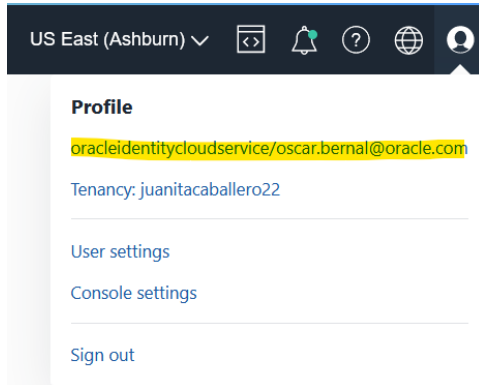 US East (Ashburn)
Profile
oracleidentitycloudservice/oscar.bernal@oracle.com
Tenancy: juanitacaballero22
User settings
Console settings
Sign out